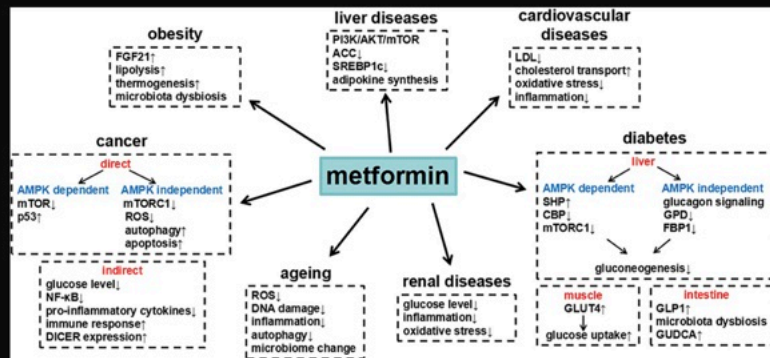 obesity
FGF21↑
lipolysis↑
thermogenesis↑
microbiota dysbiosis
liver diseases
PI3K/AKT/mTOR
ACC↓
SREBP1c↓
adipokine synthesis
cardiovascular
diseases
LDL↓
cholesterol transport↑
oxidative stress↓
inflammation↓
cancer
direct
AMPK dependent
mTOR↓
p53↑
AMPK independent
mTORC1↓
ROS↓
autophagy↑
apoptosis↑
indirect
glucose level↓
NF-κB↓
pro-inflammatory cytokines↓
immune response↑
DICER expression↑
metformin
diabetes
liver
AMPK dependent
SHP↑
CBP↓
mTORC1↓
AMPK independent
glucagon signaling
GPD↓
FBP1↓
gluconeogenesis↓
muscle
GLUT4↑
glucose uptake↑
intestine
GLP1↑
microbiota dysbiosis
GUDCA↑
ageing
ROS↓
DNA damage↓
inflammation↓
autophagy↓
microbiome change
renal diseases
glucose level↓
inflammation↓
oxidative stress↓